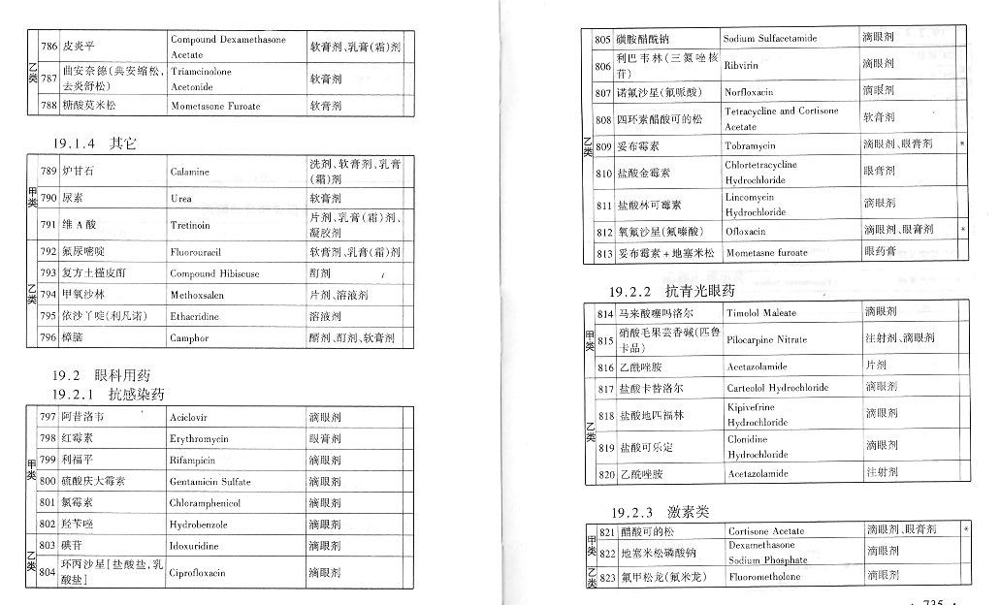 786 皮炎平 Compound Dexamethasone 软膏剂、乳膏(霜)剂
Acetate
乙类
787 曲安奈德(典安缩松, Triamcinolone 软膏剂
去炎舒松) Acetonide
788 糖酸莫米松 Mometasone Furoate 软膏剂
19.1.4 其它
甲类
789 炉甘石 Calamine 洗剂、软膏剂、乳膏
(霜)剂
790 尿素 Urea 软膏剂
791 维 A 酸 Tretinoin 片剂、乳膏(霜)剂、
凝胶剂
乙类
792 氟尿嘧啶 Fluorouracil 软膏剂、乳膏(霜)剂
793 复方土槿皮酊 Compound Hibiscuse 酊剂
794 甲氧沙林 Methoxsalen 片剂、溶液剂
795 依沙丫啶(利凡诺) Ethacridine 溶液剂
796 樟脑 Camphor 醑剂、酊剂、软膏剂
19.2 眼科用药
19.2.1 抗感染药
甲类
797 阿昔洛韦 Aciclovir 滴眼剂
798 红霉素 Erythromycin 眼膏剂
799 利福平 Rifampicin 滴眼剂
800 硫酸庆大霉素 Gentamicin Sulfate 滴眼剂
801 氯霉素 Chloramphenicol 滴眼剂
802 羟苄唑 Hydrobenzole 滴眼剂
乙类
803 碘苷 Idoxuridine 滴眼剂
804 环丙沙星[盐酸盐,乳 Ciprofloxacin 滴眼剂
酸盐]
乙类
805 磺胺醋酰钠 Sodium Sulfacetamide 滴眼剂
806 利巴韦林(三氮唑核 Ribvirin 滴眼剂
苷)
807 诺氟沙星(氟哌酸) Norfloxacin 滴眼剂
808 四环素醋酸可的松 Tetracycline and Cortisone 软膏剂
Acetate
809 妥布霉素 Tobramycin 滴眼剂、眼膏剂 *
810 盐酸金霉素 Chlortetracycline 眼膏剂
Hydrochloride
811 盐酸林可霉素 Lincomycin 滴眼剂
Hydrochloride
812 氧氟沙星(氟嗪酸) Ofloxacin 滴眼剂、眼膏剂 *
813 妥布霉素+地塞米松 Mometasne furoate 眼药膏
19.2.2 抗青光眼药
甲类
814 马来酸噻吗洛尔 Timolol Maleate 滴眼剂
815 硝酸毛果芸香碱(匹鲁 Pilocarpine Nitrate 注射剂、滴眼剂
卡品)
816 乙酰唑胺 Acetazolamide 片剂
乙类
817 盐酸卡替洛尔 Carteolol Hydrochloride 滴眼剂
818 盐酸地匹福林 Kipivefrine 滴眼剂
Hydrochloride
819 盐酸可乐定 Clonidine 滴眼剂
Hydrochloride
820 乙酰唑胺 Acetazolamide 注射剂
19.2.3 激素类
甲类
821 醋酸可的松 Cortisone Acetate 滴眼剂、眼膏剂 *
822 地塞米松磷酸钠 Dexamethasone 滴眼剂
Sodium Phosphate
乙类
823 氟甲松龙(氟米龙) Fluorometholone 滴眼剂
· 735 ·